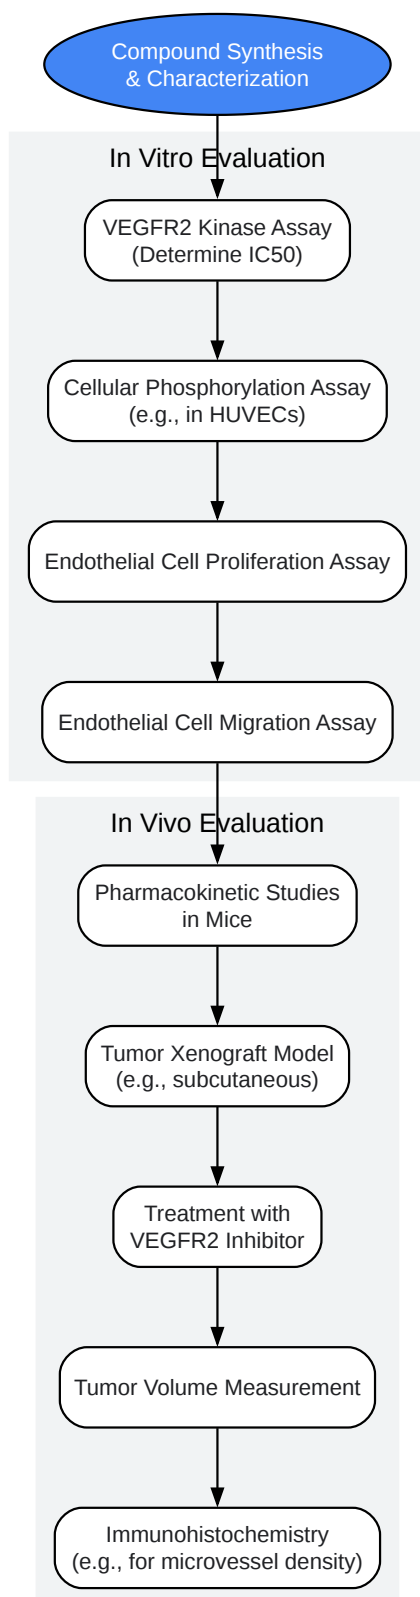 Compound Synthesis
& Characterization
In Vitro Evaluation
VEGFR2 Kinase Assay
(Determine IC50)
Cellular Phosphorylation Assay
(e.g., in HUVECs)
Endothelial Cell Proliferation Assay
Endothelial Cell Migration Assay
In Vivo Evaluation
Pharmacokinetic Studies
in Mice
Tumor Xenograft Model
(e.g., subcutaneous)
Treatment with
VEGFR2 Inhibitor
Tumor Volume Measurement
Immunohistochemistry
(e.g., for microvessel density)